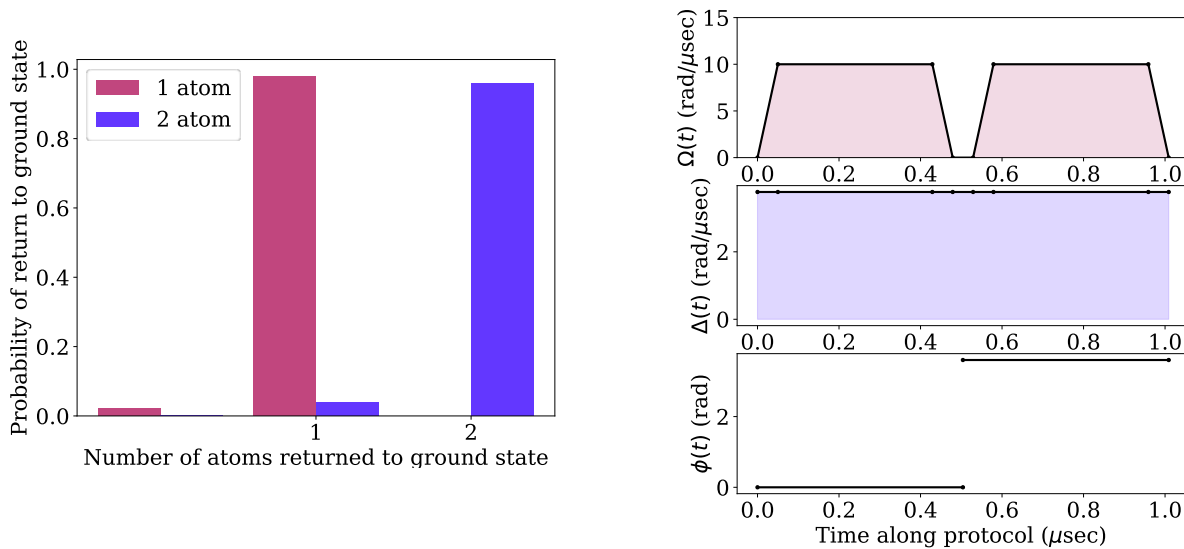 Probability of return to ground state
1.0
0.8
0.6
0.4
0.2
0.0
1 atom
2 atom
1
2
Number of atoms returned to ground state
Ω(t) (rad/μsec)
15
10
5
0
0.0 0.2 0.4 0.6 0.8 1.0
Δ(t) (rad/μsec)
2
0
0.0 0.2 0.4 0.6 0.8 1.0
ϕ(t) (rad)
2
0
0.0 0.2 0.4 0.6 0.8 1.0
Time along protocol (μsec)